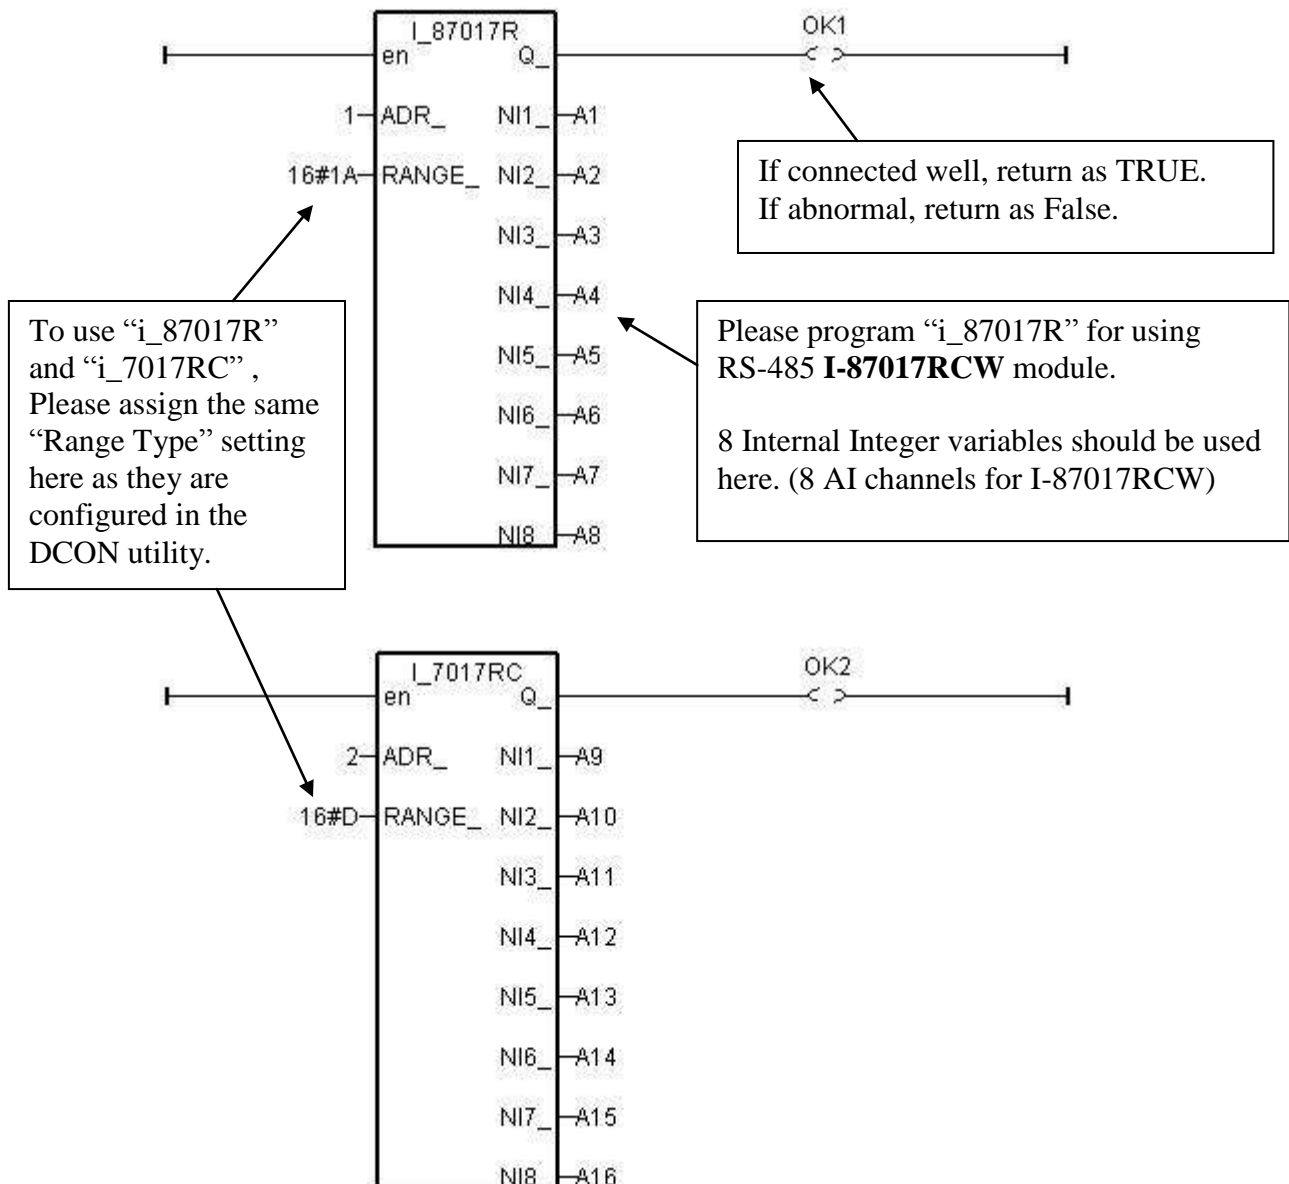 I_87017R
OK1
en Q_
1 ADR_ NI1_ A1
16#1A RANGE_ NI2_ A2
NI3_ A3
NI4_ A4
NI5_ A5
NI6_ A6
NI7_ A7
NI8 A8
If connected well, return as TRUE.
If abnormal, return as False.
To use “i_87017R”
and “i_7017RC” ,
Please assign the same
“Range Type” setting
here as they are
configured in the
DCON utility.
Please program “i_87017R” for using
RS-485 I-87017RCW module.
8 Internal Integer variables should be used
here. (8 AI channels for I-87017RCW)
I_7017RC
OK2
en Q_
2 ADR_ NI1_ A9
16#D RANGE_ NI2_ A10
NI3_ A11
NI4_ A12
NI5_ A13
NI6_ A14
NI7_ A15
NI8 A16